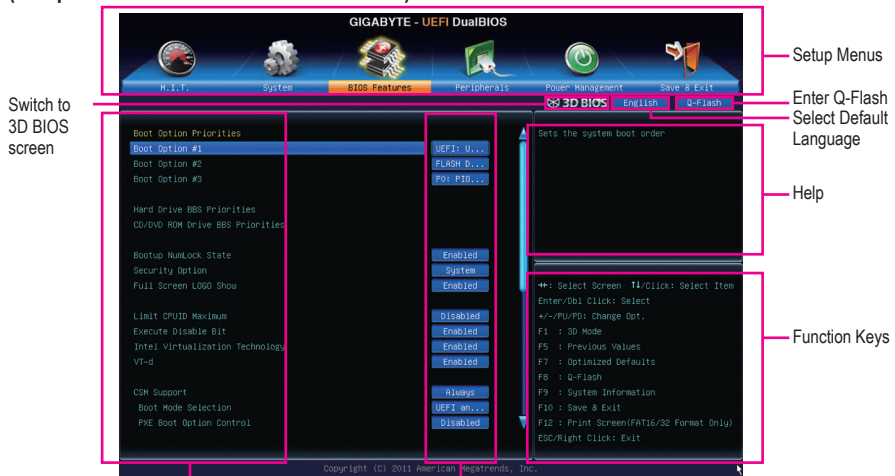 GIGABYTE - UEFI DualBIOS
M.I.T. System BIOS Features Peripherals Power Management Save & Exit
Setup Menus
3D BIOS English Q-Flash
Enter Q-Flash
Select Default
Language
Switch to
3D BIOS
screen
Boot Option Priorities
Boot Option #1 UEFI: U...
Boot Option #2 FLASH D...
Boot Option #3 P0: PIO...
Hard Drive BBS Priorities
CD/DVD ROM Drive BBS Priorities
Bootup NumLock State Enabled
Security Option System
Full Screen LOGO Show Enabled
Limit CPUID Maximum Disabled
Execute Disable Bit Enabled
Intel Virtualization Technology Enabled
VT-d Enabled
CSM Support Always
Boot Mode Selection UEFI an...
PXE Boot Option Control Disabled
Sets the system boot order
Help
→←: Select Screen ↑↓/Click: Select Item
Enter/Dbl Click: Select
+/-/PU/PD: Change Opt.
F1 : 3D Mode
F5 : Previous Values
F7 : Optimized Defaults
F8 : Q-Flash
F9 : System Information
F10 : Save & Exit
F12 : Print Screen(FAT16/32 Format Only)
ESC/Right Click: Exit
Function Keys
Copyright (C) 2011 American Megatrends, Inc.